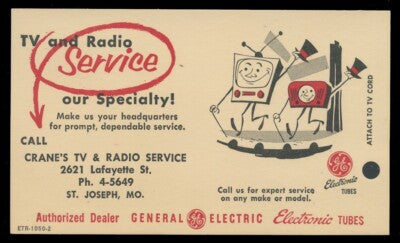 TV and Radio
Service
our Specialty!
Make us your headquarters
for prompt, dependable service.
CALL
CRANE'S TV & RADIO SERVICE
2621 Lafayette St.
Ph. 4-5649
ST. JOSEPH, MO.
ATTACH TO TV CORD
GE
Electronic
TUBES
Call us for expert service
on any make or model.
Authorized Dealer GENERAL GE ELECTRIC Electronic TUBES
ETR-1050-2